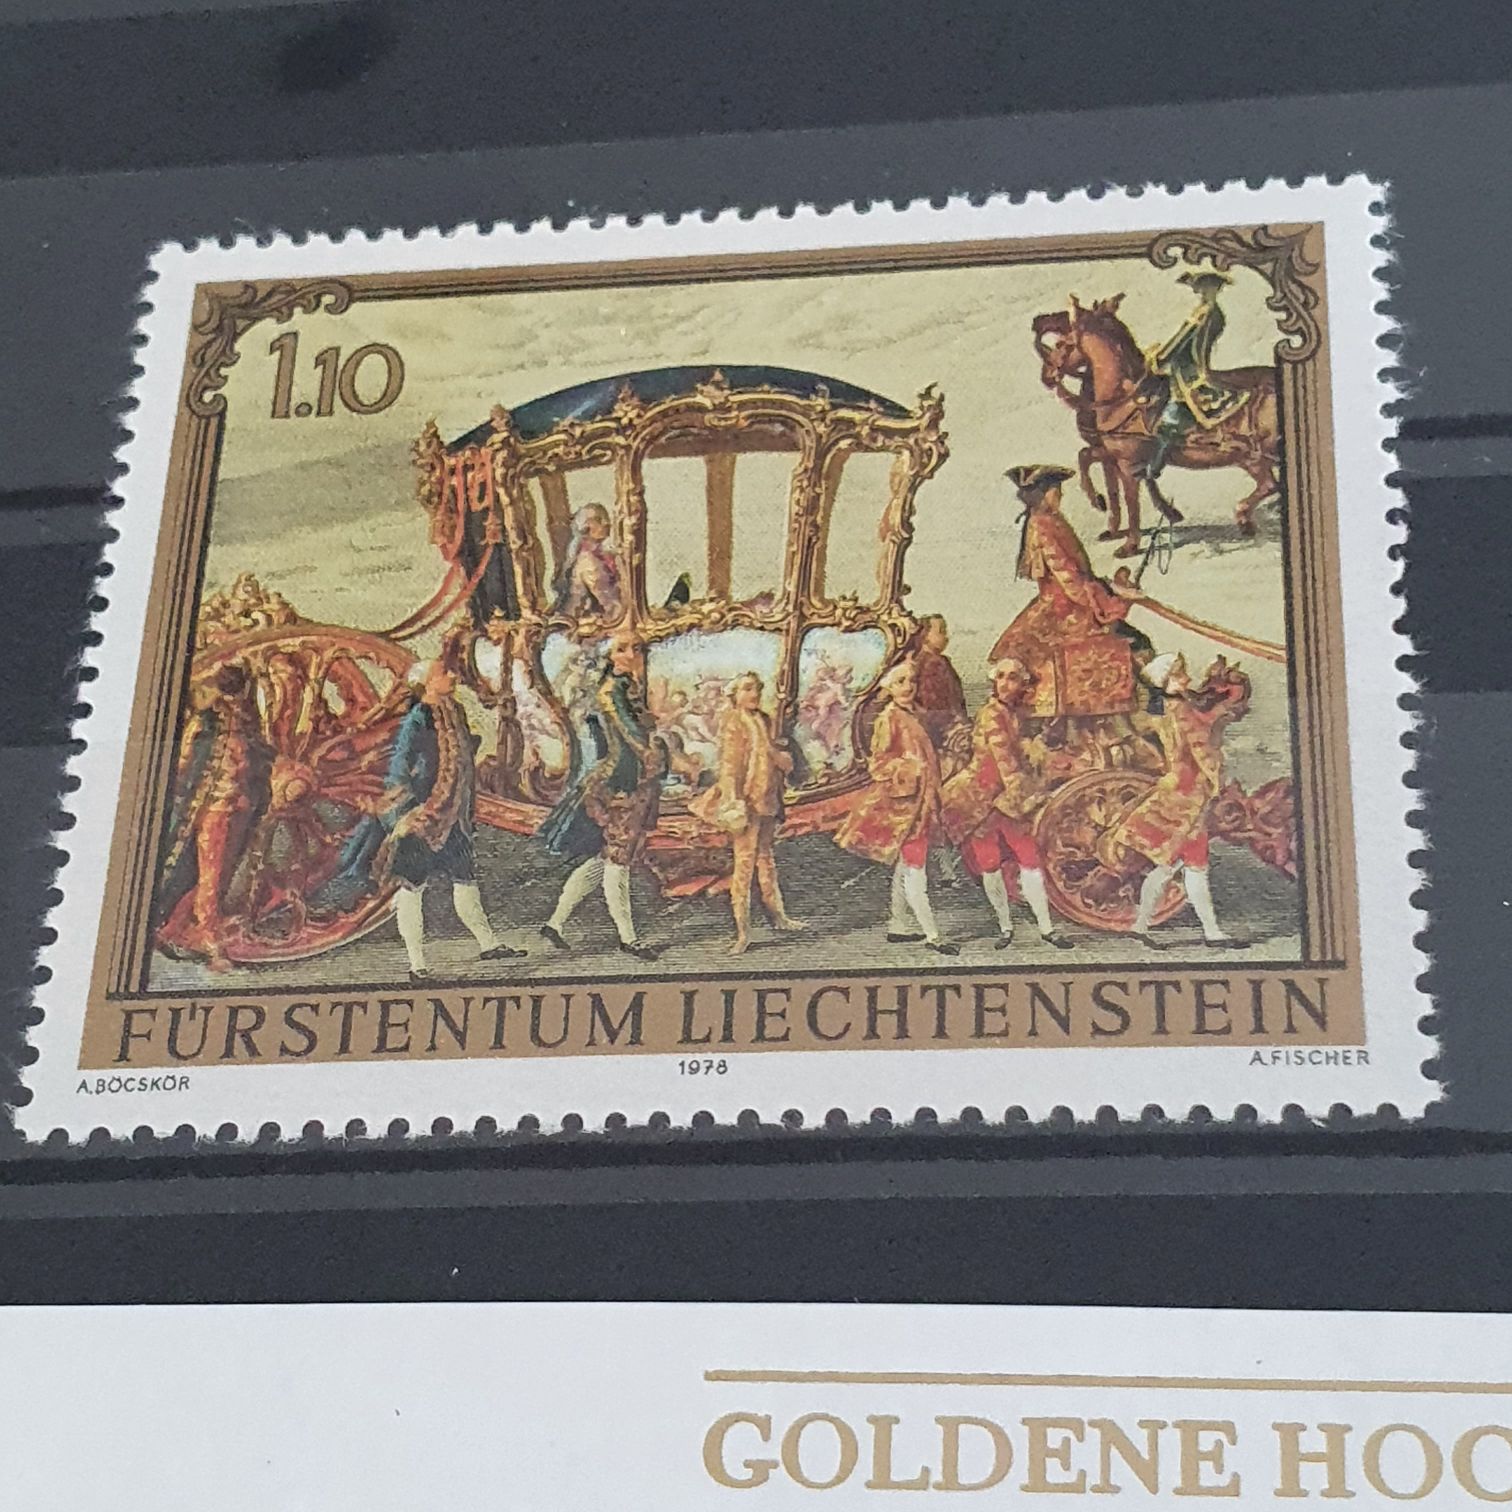 1.10
FÜRSTENTUM LIECHTENSTEIN
A.BÖCSKÖR 1978 A.FISCHER
GOLDENE HOC